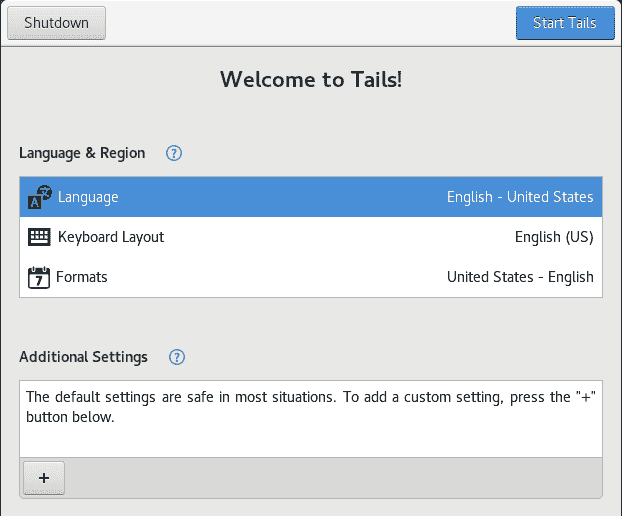 Shutdown
Start Tails
Welcome to Tails!
Language & Region ?
Language English - United States
Keyboard Layout English (US)
7 Formats United States - English
Additional Settings ?
The default settings are safe in most situations. To add a custom setting, press the "+"
button below.
+